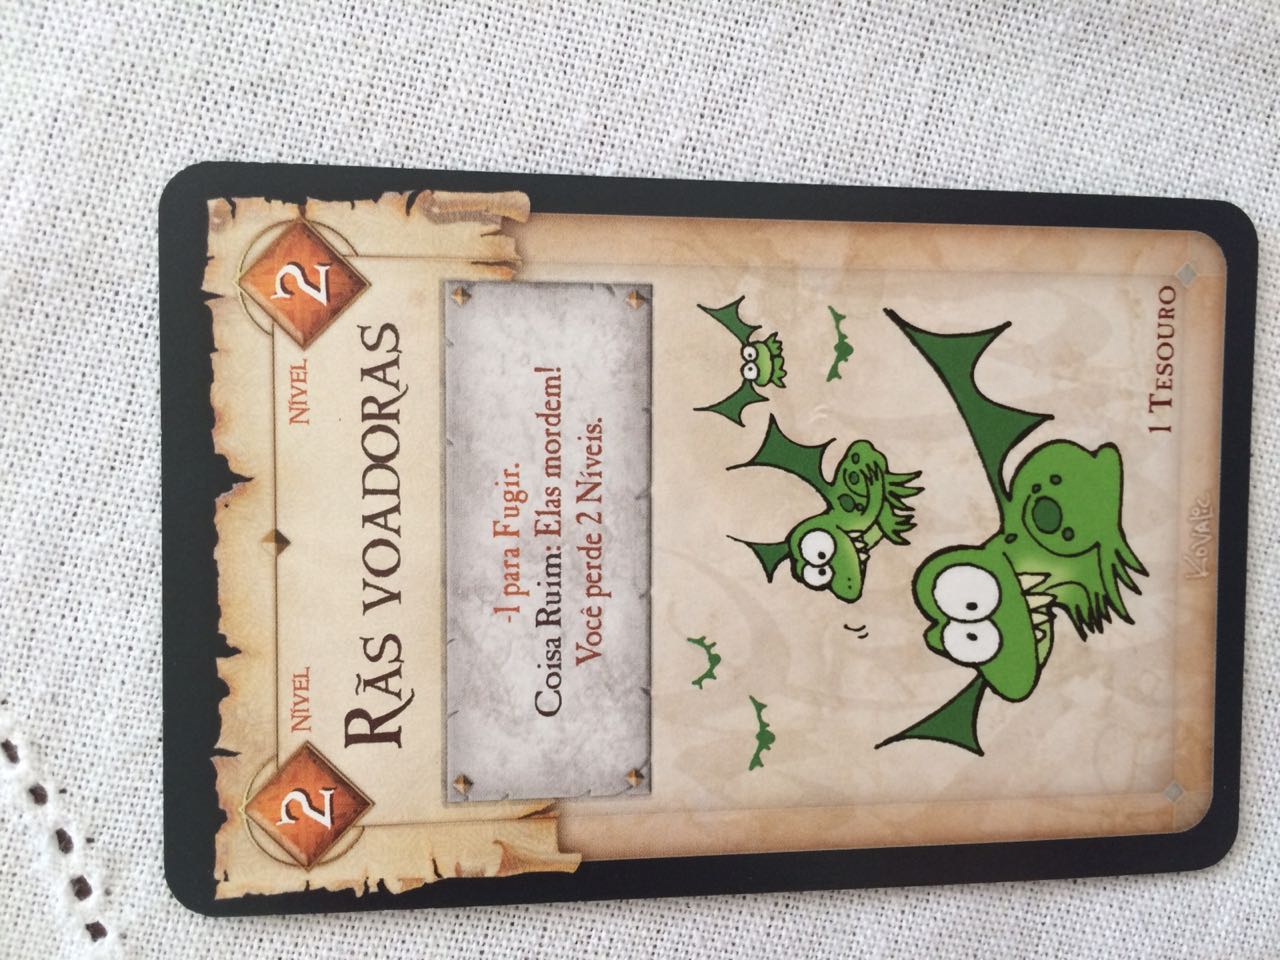 2 NÍVEL NÍVEL 2
RÃS VOADORAS
-1 para Fugir.
Coisa Ruim: Elas mordem!
Você perde 2 Níveis.
1 TESOURO
KOVALIC